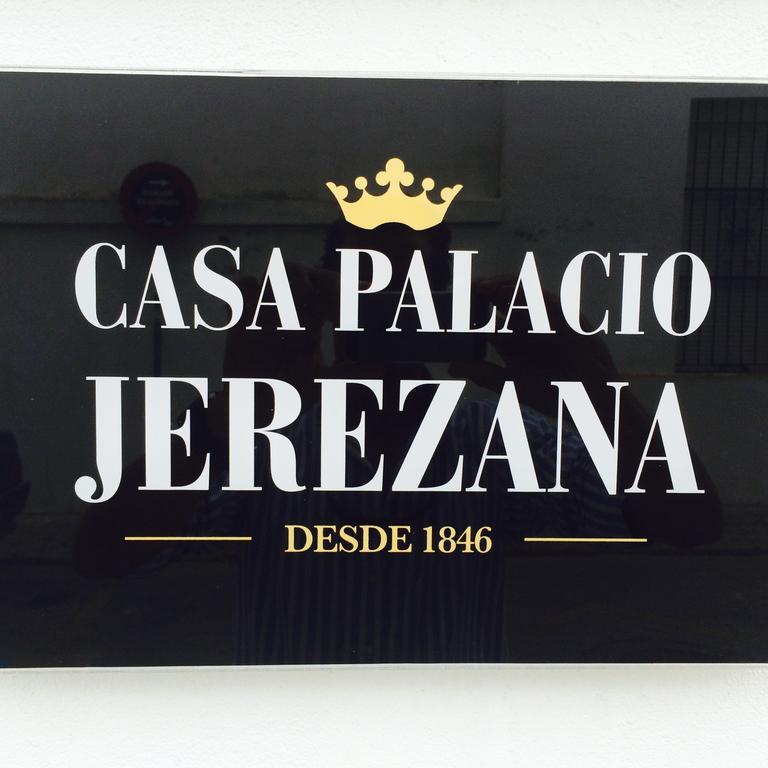 CASA PALACIO
JEREZANA
DESDE 1846